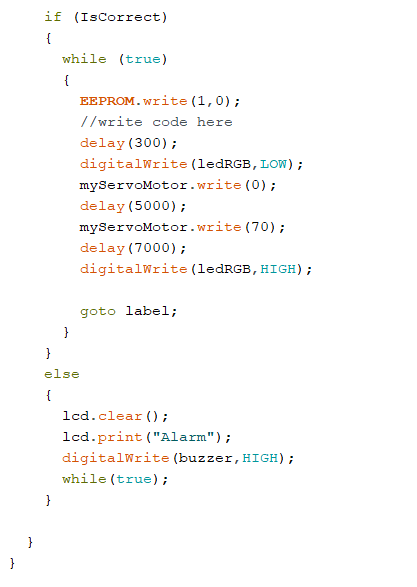 if (IsCorrect)
{
while (true)
{
EEPROM.write(1,0);
//write code here
delay(300);
digitalWrite(ledRGB,LOW);
myServoMotor.write(0);
delay(5000);
myServoMotor.write(70);
delay(7000);
digitalWrite(ledRGB,HIGH);
goto label;
}
}
else
{
lcd.clear();
lcd.print("Alarm");
digitalWrite(buzzer,HIGH);
while(true);
}
}
}